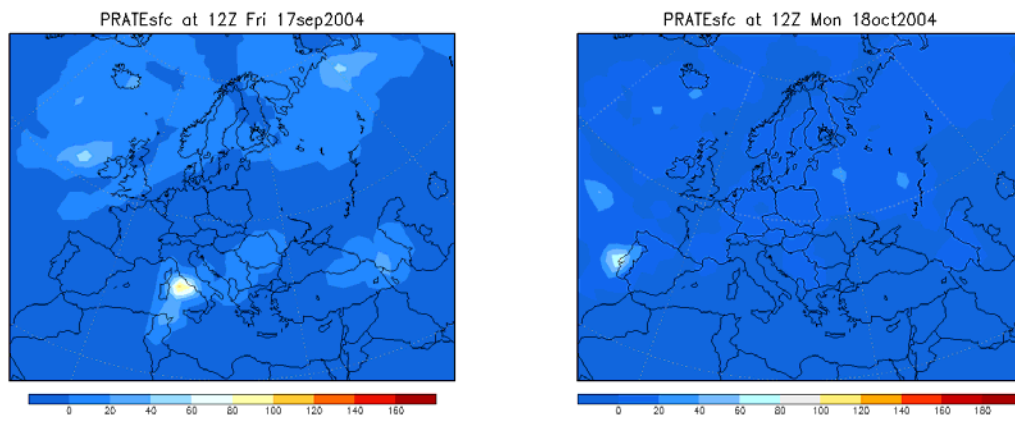 PRATEsfc at 12Z Fri 17sep2004
PRATEsfc at 12Z Mon 18oct2004
0 20 40 60 80 100 120 140 160
0 20 40 60 80 100 120 140 160 180